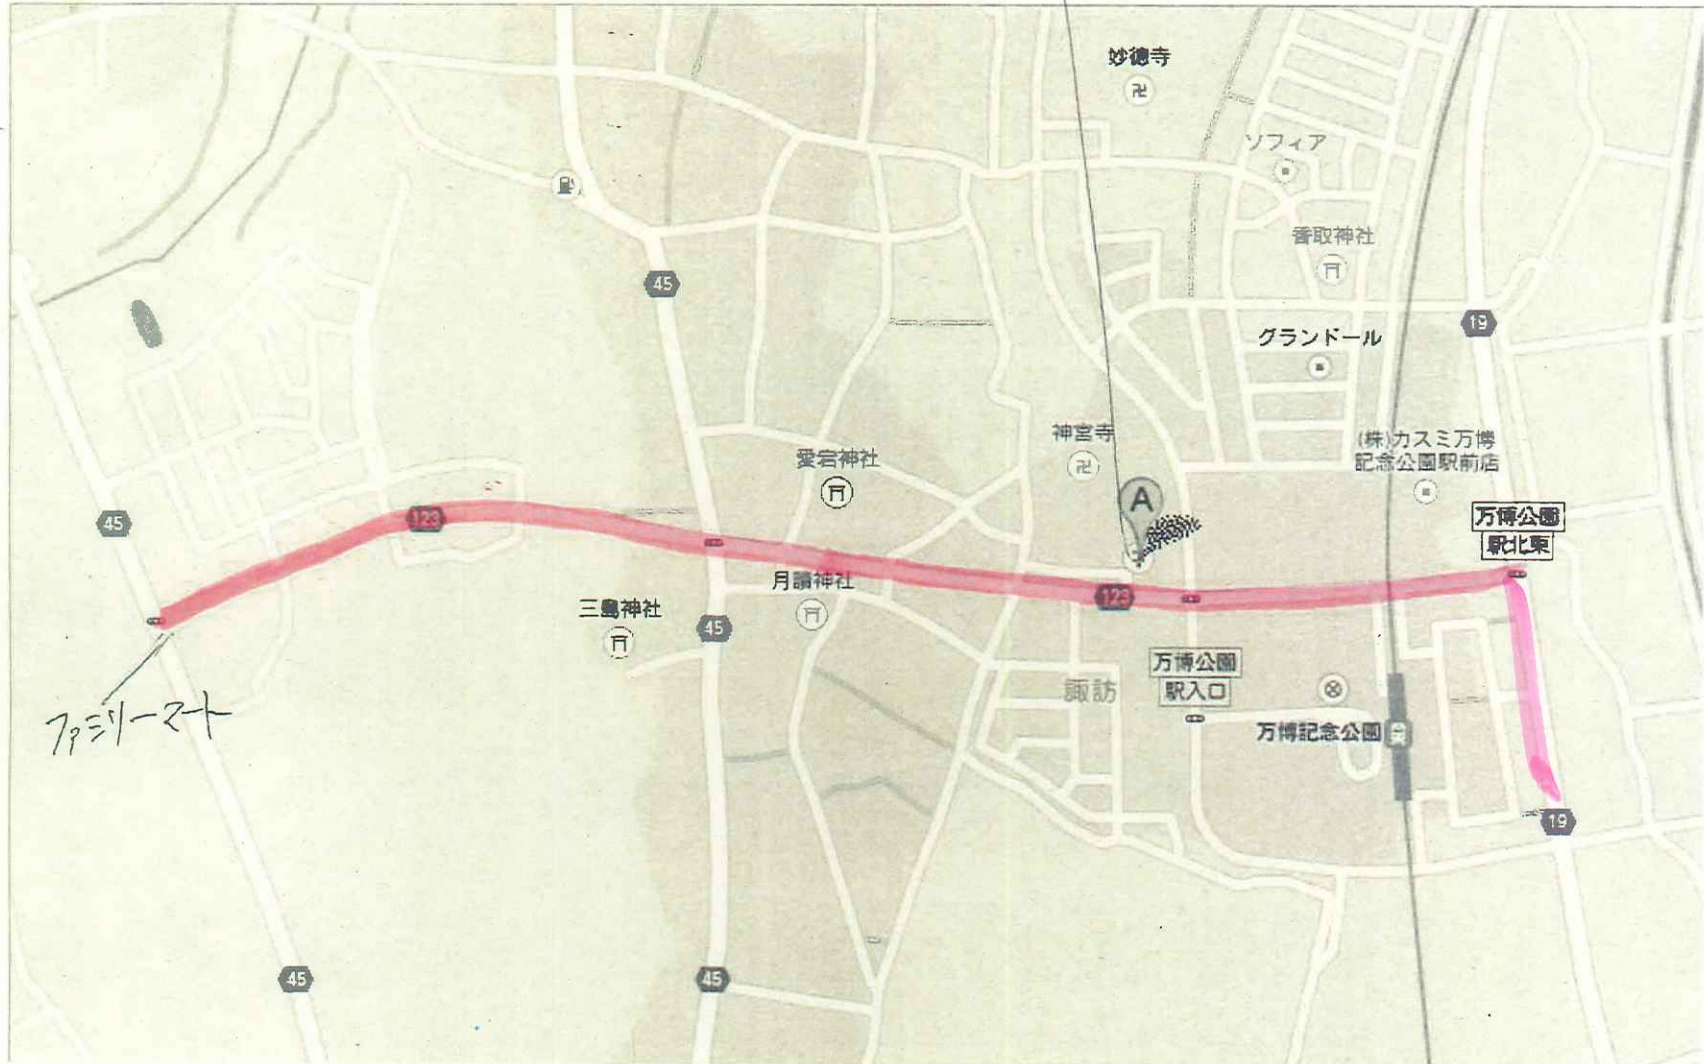 妙徳寺
ソフィア
香取神社
45
19
グランドール
神宮寺
(株)カスミ万博
記念公園駅前店
愛宕神社
A
万博公園
駅北東
45
123
月讀神社
123
三島神社
45
万博公園
駅入口
諏訪
ファミリーマート
万博記念公園
19
45
45